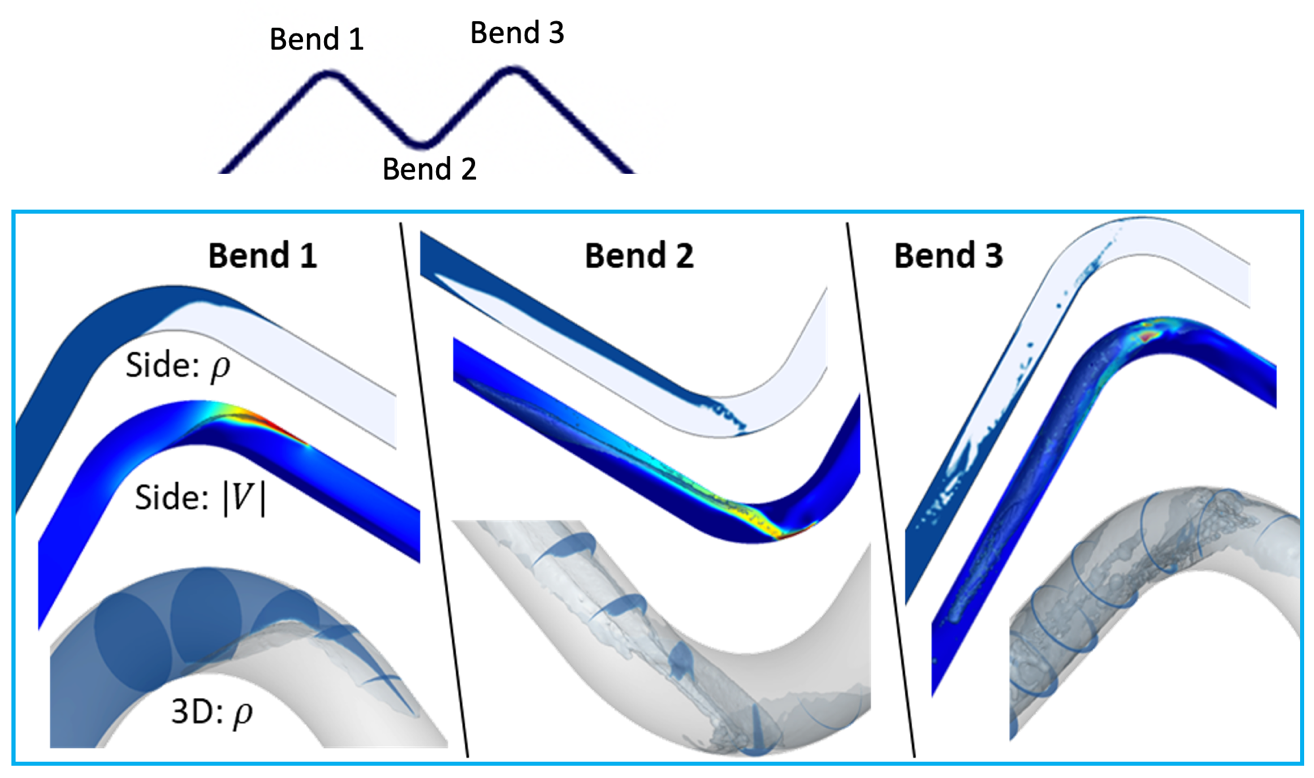 Bend 1
Bend 3
Bend 2
Bend 1
Bend 2
Bend 3
Side: ρ
Side: |V|
3D: ρ